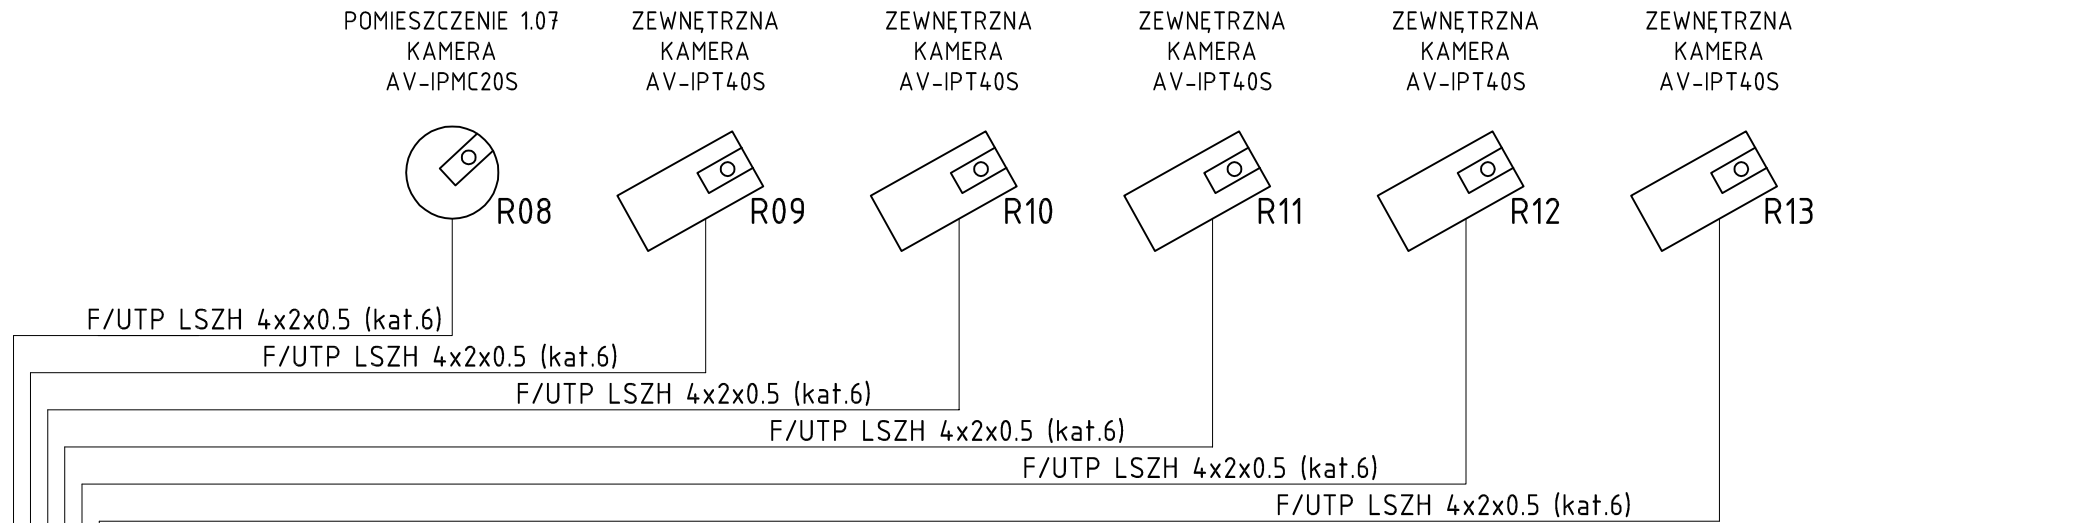 POMIESZCZENIE 1.07
KAMERA
AV-IPMC20S
ZEWNĘTRZNA
KAMERA
AV-IPT40S
ZEWNĘTRZNA
KAMERA
AV-IPT40S
ZEWNĘTRZNA
KAMERA
AV-IPT40S
ZEWNĘTRZNA
KAMERA
AV-IPT40S
ZEWNĘTRZNA
KAMERA
AV-IPT40S
R08
R09
R10
R11
R12
R13
F/UTP LSZH 4x2x0.5 (kat.6)
F/UTP LSZH 4x2x0.5 (kat.6)
F/UTP LSZH 4x2x0.5 (kat.6)
F/UTP LSZH 4x2x0.5 (kat.6)
F/UTP LSZH 4x2x0.5 (kat.6)
F/UTP LSZH 4x2x0.5 (kat.6)